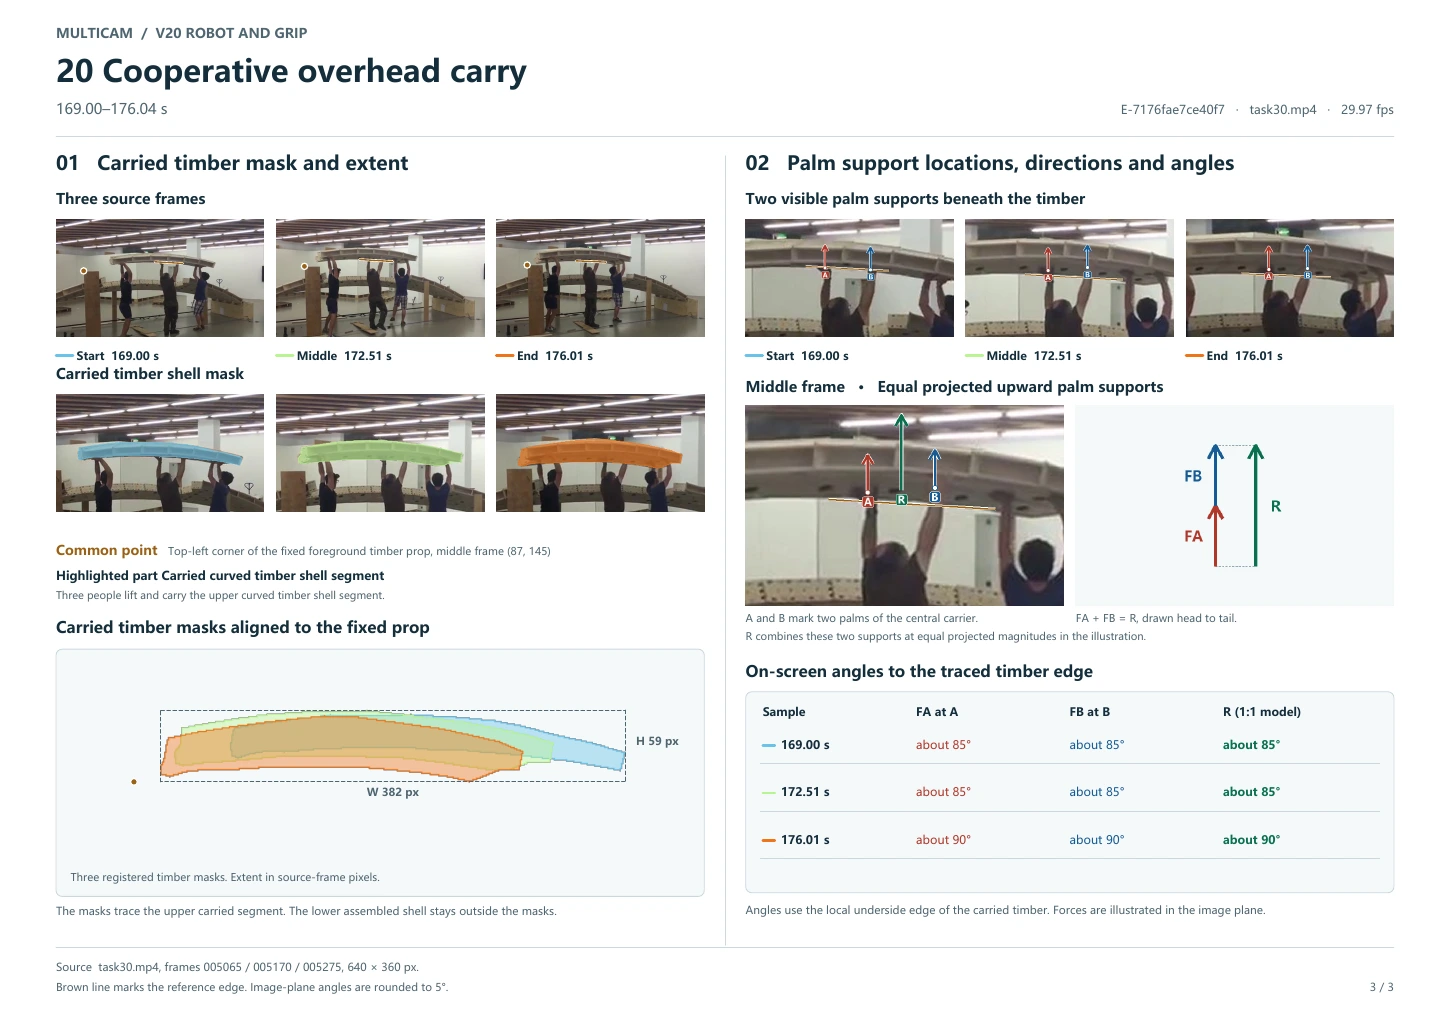 MULTICAM / V20 ROBOT AND GRIP
20 Cooperative overhead carry
169.00–176.04 s
E-7176fae7ce40f7 · task30.mp4 · 29.97 fps
01 Carried timber mask and extent
Three source frames
Start 169.00 s
Middle 172.51 s
End 176.01 s
Carried timber shell mask
Common point Top-left corner of the fixed foreground timber prop, middle frame (87, 145)
Highlighted part Carried curved timber shell segment
Three people lift and carry the upper curved timber shell segment.
Carried timber masks aligned to the fixed prop
H 59 px
W 382 px
Three registered timber masks. Extent in source-frame pixels.
The masks trace the upper carried segment. The lower assembled shell stays outside the masks.
02 Palm support locations, directions and angles
Two visible palm supports beneath the timber
A B
A B
A B
Start 169.00 s
Middle 172.51 s
End 176.01 s
Middle frame • Equal projected upward palm supports
A R B
FB
R
FA
A and B mark two palms of the central carrier.
FA + FB = R, drawn head to tail.
R combines these two supports at equal projected magnitudes in the illustration.
On-screen angles to the traced timber edge
Sample FA at A FB at B R (1:1 model)
169.00 s about 85° about 85° about 85°
172.51 s about 85° about 85° about 85°
176.01 s about 90° about 90° about 90°
Angles use the local underside edge of the carried timber. Forces are illustrated in the image plane.
Source task30.mp4, frames 005065 / 005170 / 005275, 640 × 360 px.
Brown line marks the reference edge. Image-plane angles are rounded to 5°.
3 / 3